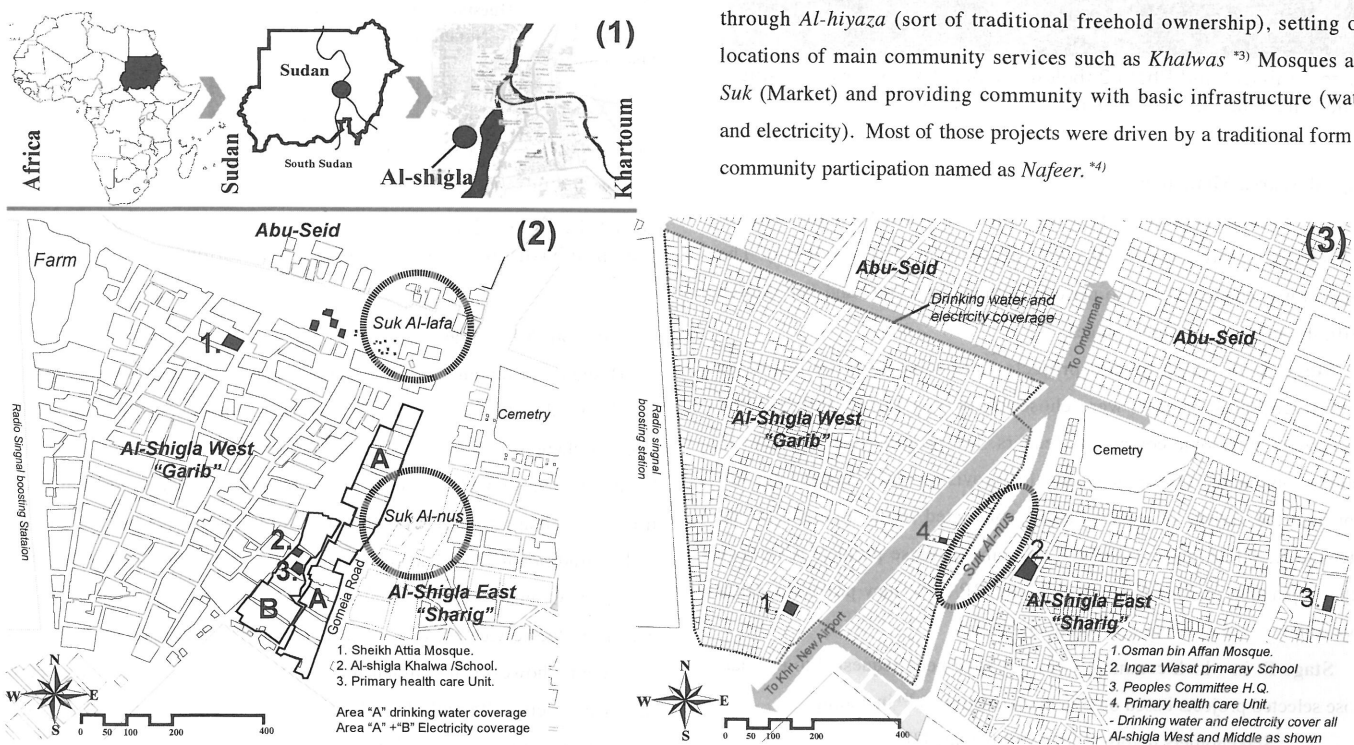 (1)
Africa
Sudan
Sudan
South Sudan
Al-shigla
Khartoum
through Al-hiyaza (sort of traditional freehold ownership), setting
locations of main community services such as Khalwas *3) Mosques
Suk (Market) and providing community with basic infrastructure
and electricity). Most of those projects were driven by a traditional form
community participation named as Nafeer. *4)
(2)
Abu-Seid
Farm
Suk Al-lafa
1.
Cemetry
Radio Singnal boosting Stataion
Al-Shigla West
"Garib"
A
Suk Al-nus
2.
3.
A
B
Gomela Road
Al-Shigla East
"Sharig"
1. Sheikh Attia Mosque.
2. Al-shigla Khalwa /School.
3. Primary health care Unit.
N
W E
S
0 50 100 150 200 400
Area "A" drinking water coverage
Area "A" +"B" Electricity coverage
(3)
Abu-Seid
Drinking water and
electrcity coverage
To Omdurman
Abu-Seid
Radio singnal
boosting station
Al-Shigla West
"Garib"
Cemetry
4.
Suk Al-nus
2.
1.
Al-Shigla East
"Sharig"
3.
To Khrt. New Airport
1.Osman bin Affan Mosque.
2. Ingaz Wasat primaray School
3. Peoples Committee H.Q.
4. Primary health care Unit.
- Drinking water and electrcity cover all
Al-shigla West and Middle as shown
N
W E
S
0 50 100 150 200 400